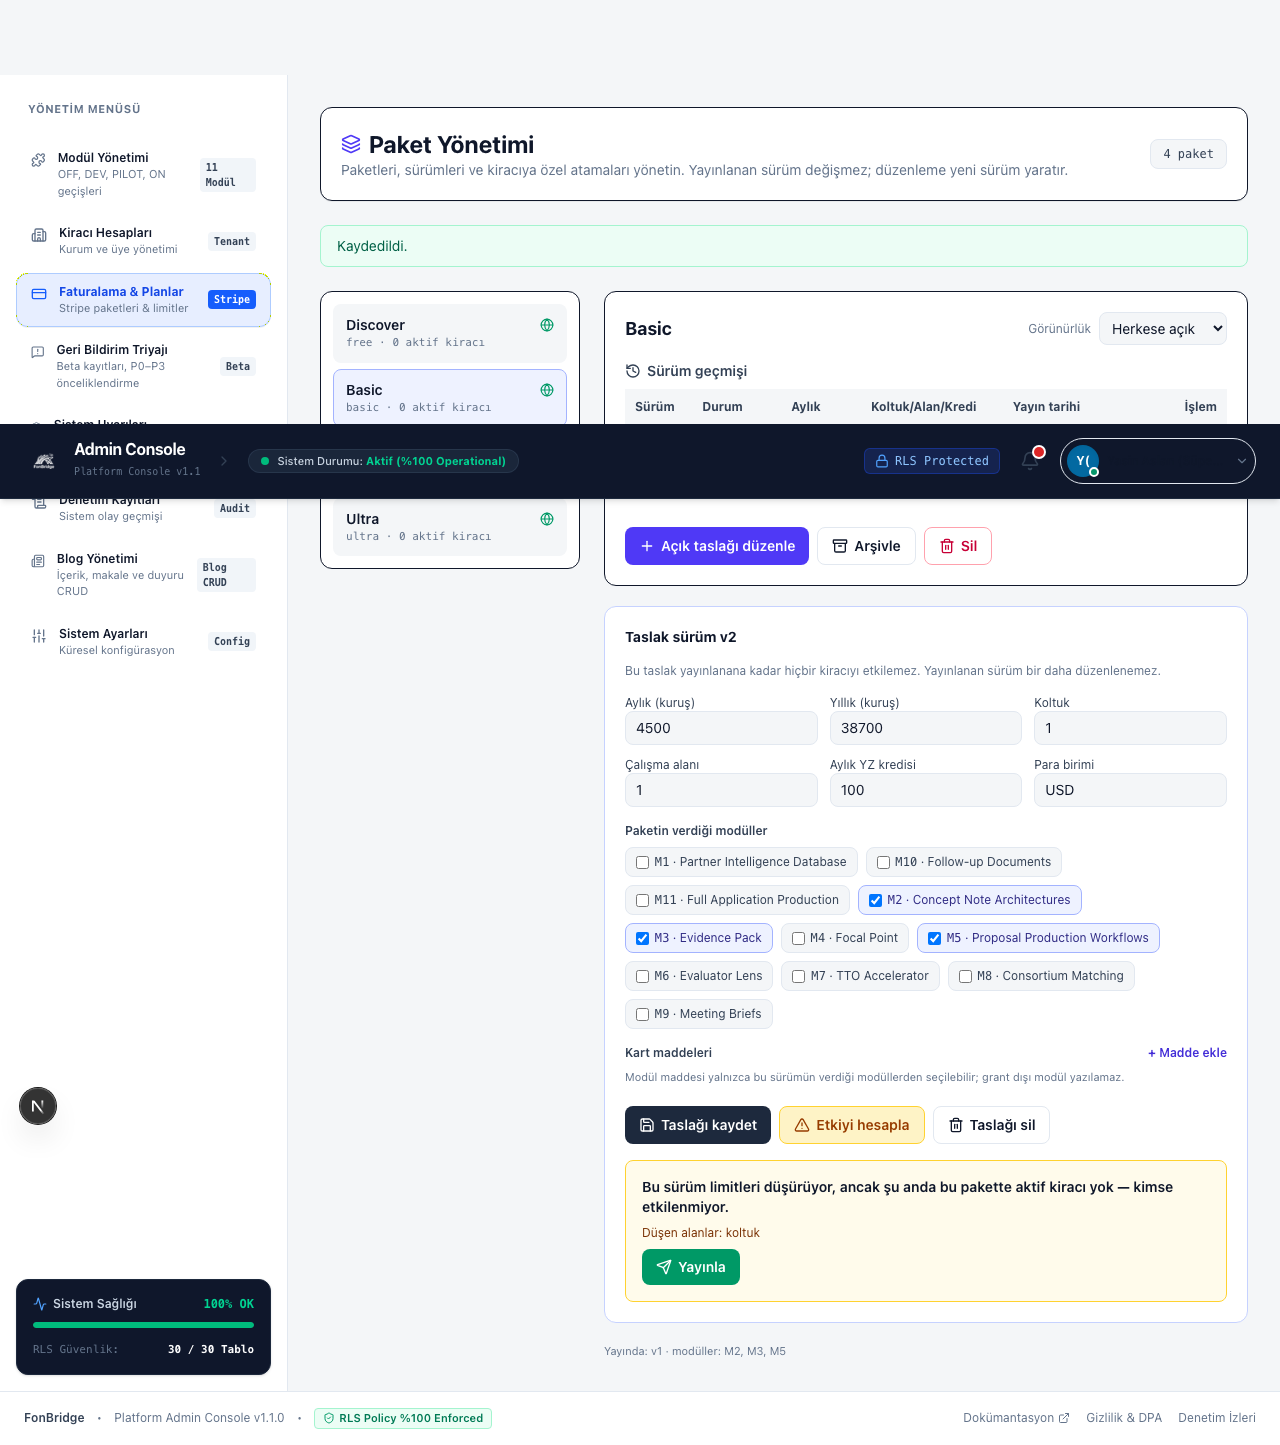 YÖNETİM MENÜSÜ
Modül Yönetimi
OFF, DEV, PILOT, ON
geçişleri
11
Modül
Kiracı Hesapları
Kurum ve üye yönetimi
Tenant
Faturalama & Planlar
Stripe paketleri & limitler
Stripe
Geri Bildirim Triyajı
Beta kayıtları, P0–P3
önceliklendirme
Beta
Paket Yönetimi
Paketleri, sürümleri ve kiracıya özel atamaları yönetin. Yayınlanan sürüm değişmez; düzenleme yeni sürüm yaratır.
4 paket
Kaydedildi.
Discover
free · 0 aktif kiracı
Basic
basic · 0 aktif kiracı
Basic
Görünürlük
Herkese açık
Sürüm geçmişi
Sürüm Durum Aylık Koltuk/Alan/Kredi Yayın tarihi İşlem
FonBridge
Admin Console
Platform Console v1.1
Sistem Durumu: Aktif (%100 Operational)
RLS Protected
Y(
Denetim Kayıtları
Sistem olay geçmişi
Audit
Blog Yönetimi
İçerik, makale ve duyuru
CRUD
Blog
CRUD
Sistem Ayarları
Küresel konfigürasyon
Config
Ultra
ultra · 0 aktif kiracı
Açık taslağı düzenle
Arşivle
Sil
Taslak sürüm v2
Bu taslak yayınlanana kadar hiçbir kiracıyı etkilemez. Yayınlanan sürüm bir daha düzenlenemez.
Aylık (kuruş) Yıllık (kuruş) Koltuk
4500 38700 1
Çalışma alanı Aylık YZ kredisi Para birimi
1 100 USD
Paketin verdiği modüller
M1 · Partner Intelligence Database
M10 · Follow-up Documents
M11 · Full Application Production
M2 · Concept Note Architectures
M3 · Evidence Pack
M4 · Focal Point
M5 · Proposal Production Workflows
M6 · Evaluator Lens
M7 · TTO Accelerator
M8 · Consortium Matching
M9 · Meeting Briefs
Kart maddeleri
+ Madde ekle
Modül maddesi yalnızca bu sürümün verdiği modüllerden seçilebilir; grant dışı modül yazılamaz.
Taslağı kaydet
Etkiyi hesapla
Taslağı sil
Bu sürüm limitleri düşürüyor, ancak şu anda bu pakette aktif kiracı yok — kimse
etkilenmiyor.
Düşen alanlar: koltuk
Yayınla
Yayında: v1 · modüller: M2, M3, M5
N
Sistem Sağlığı
100% OK
RLS Güvenlik:
30 / 30 Tablo
FonBridge • Platform Admin Console v1.1.0 • RLS Policy %100 Enforced
Dokümantasyon
Gizlilik & DPA
Denetim İzleri